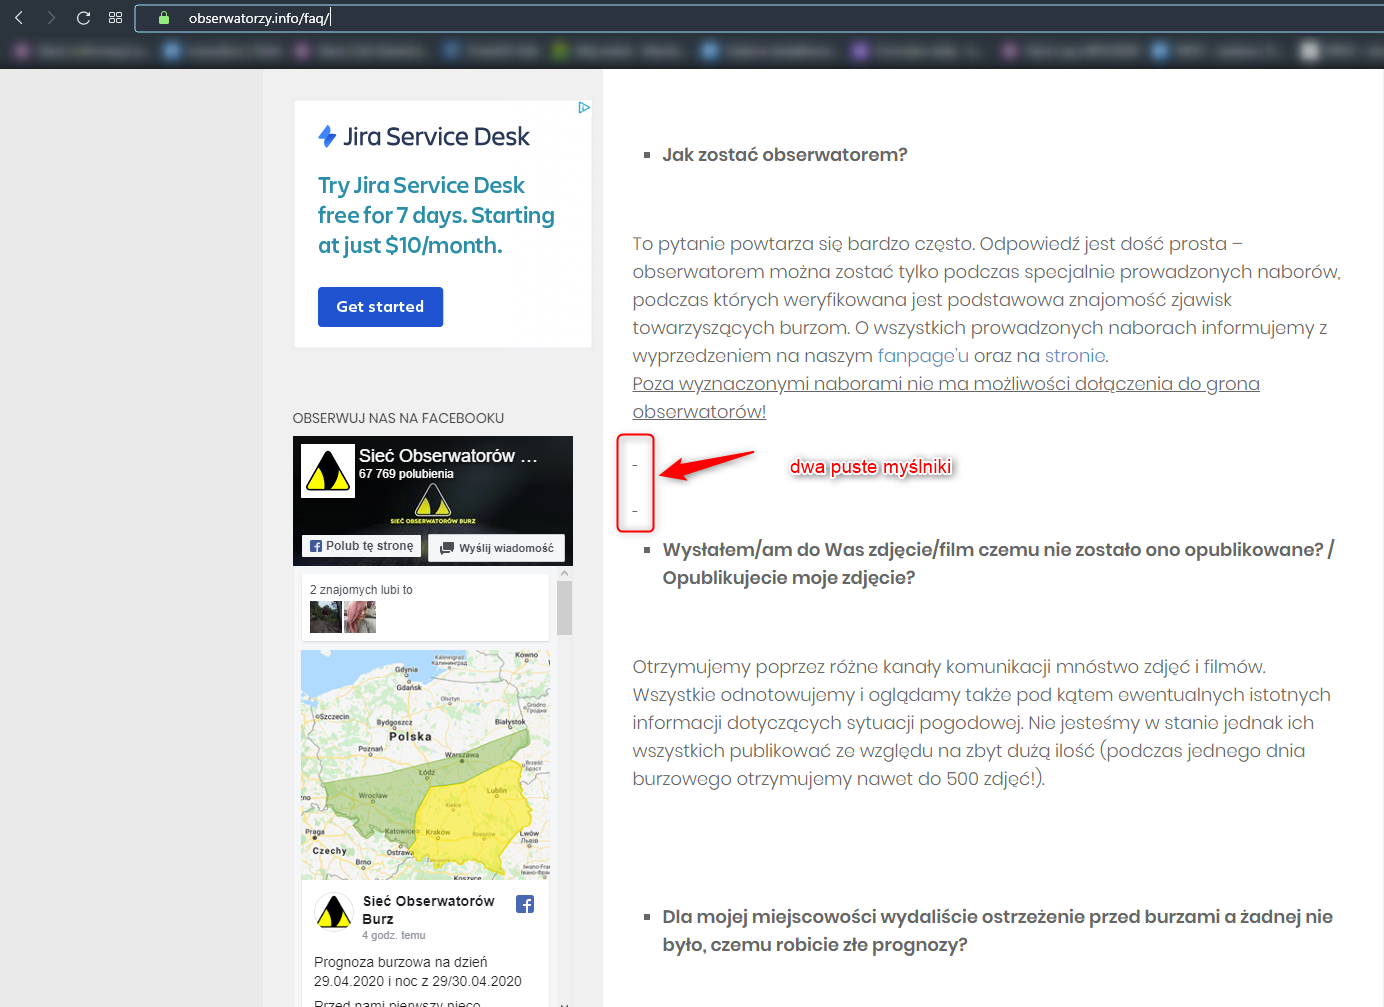 obserwatorzy.info/faq/
Jira Service Desk
Try Jira Service Desk
free for 7 days. Starting
at just $10/month.
Get started
OBSERWUJ NAS NA FACEBOOKU
Sieć Obserwatorów ...
67 769 polubienia
SIEĆ OBSERWATORÓW BURZ
Polub tę stronę
Wyślij wiadomość
2 znajomych lubi to
Kowno
Gdynia
Gdańsk
Olsztyn
Szczecin
Bydgoszcz
Białystok
Polska
Poznań
Warszawa
Łódź
Wrocław
Lublin
Kielce
Praga
Katowice
Kraków
Rzeszów
Lwów
Czechy
Ostrawa
Brno
Koszyce
Sieć Obserwatorów
Burz
4 godz. temu
Prognoza burzowa na dzień
29.04.2020 i noc z 29/30.04.2020
Przed nami pierwszy nieco
Jak zostać obserwatorem?
To pytanie powtarza się bardzo często. Odpowiedź jest dość prosta –
obserwatorem można zostać tylko podczas specjalnie prowadzonych naborów,
podczas których weryfikowana jest podstawowa znajomość zjawisk
towarzyszących burzom. O wszystkich prowadzonych naborach informujemy z
wyprzedzeniem na naszym fanpage'u oraz na stronie.
Poza wyznaczonymi naborami nie ma możliwości dołączenia do grona
obserwatorów!
-
dwa puste myślniki
-
Wysłałem/am do Was zdjęcie/film czemu nie zostało ono opublikowane? /
Opublikujecie moje zdjęcie?
Otrzymujemy poprzez różne kanały komunikacji mnóstwo zdjęć i filmów.
Wszystkie odnotowujemy i oglądamy także pod kątem ewentualnych istotnych
informacji dotyczących sytuacji pogodowej. Nie jesteśmy w stanie jednak ich
wszystkich publikować ze względu na zbyt dużą ilość (podczas jednego dnia
burzowego otrzymujemy nawet do 500 zdjęć!).
Dla mojej miejscowości wydaliście ostrzeżenie przed burzami a żadnej nie
było, czemu robicie złe prognozy?